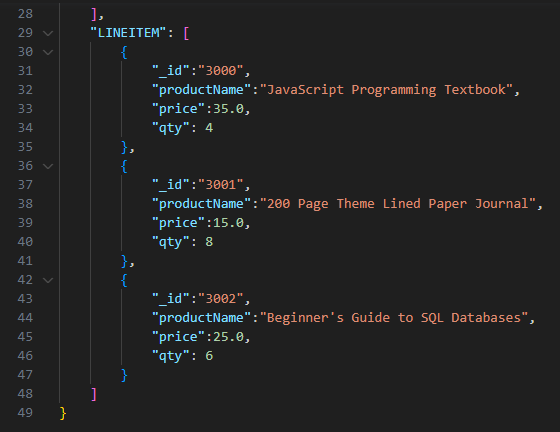 28 ],
29 "LINEITEM": [
30 {
31 "_id":"3000",
32 "productName":"JavaScript Programming Textbook",
33 "price":35.0,
34 "qty": 4
35 },
36 {
37 "_id":"3001",
38 "productName":"200 Page Theme Lined Paper Journal",
39 "price":15.0,
40 "qty": 8
41 },
42 {
43 "_id":"3002",
44 "productName":"Beginner's Guide to SQL Databases",
45 "price":25.0,
46 "qty": 6
47 }
48 ]
49 }